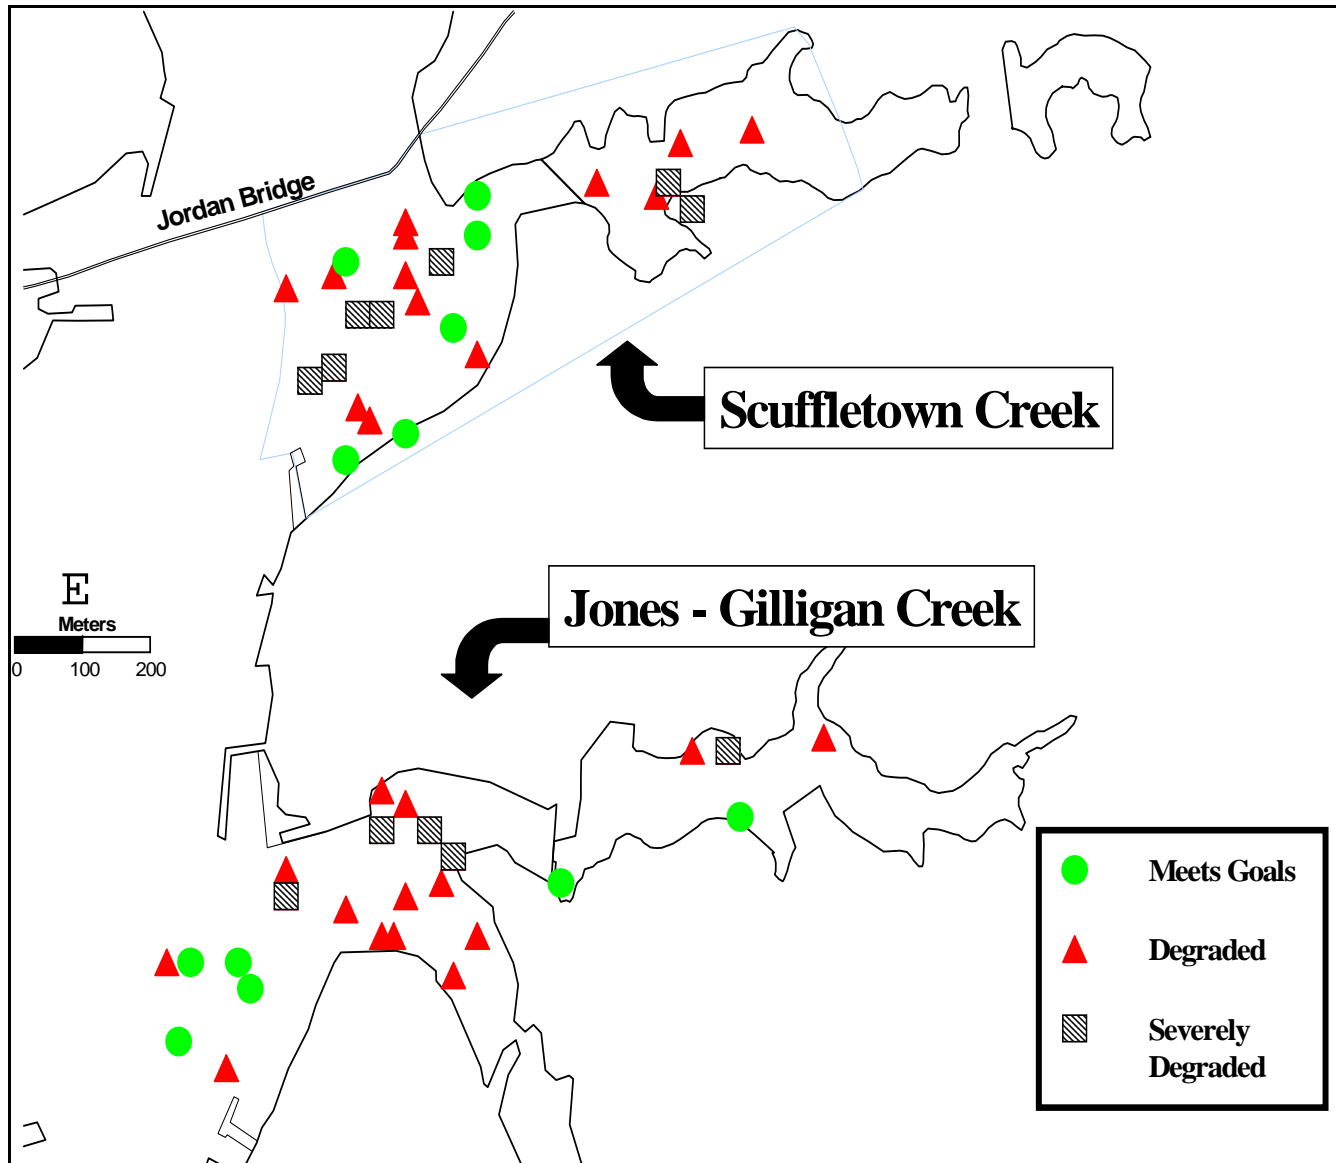 Jordan Bridge
Scuffletown Creek
E
Meters
0 100 200
Jones - Gilligan Creek
Meets Goals
Degraded
Severely
Degraded